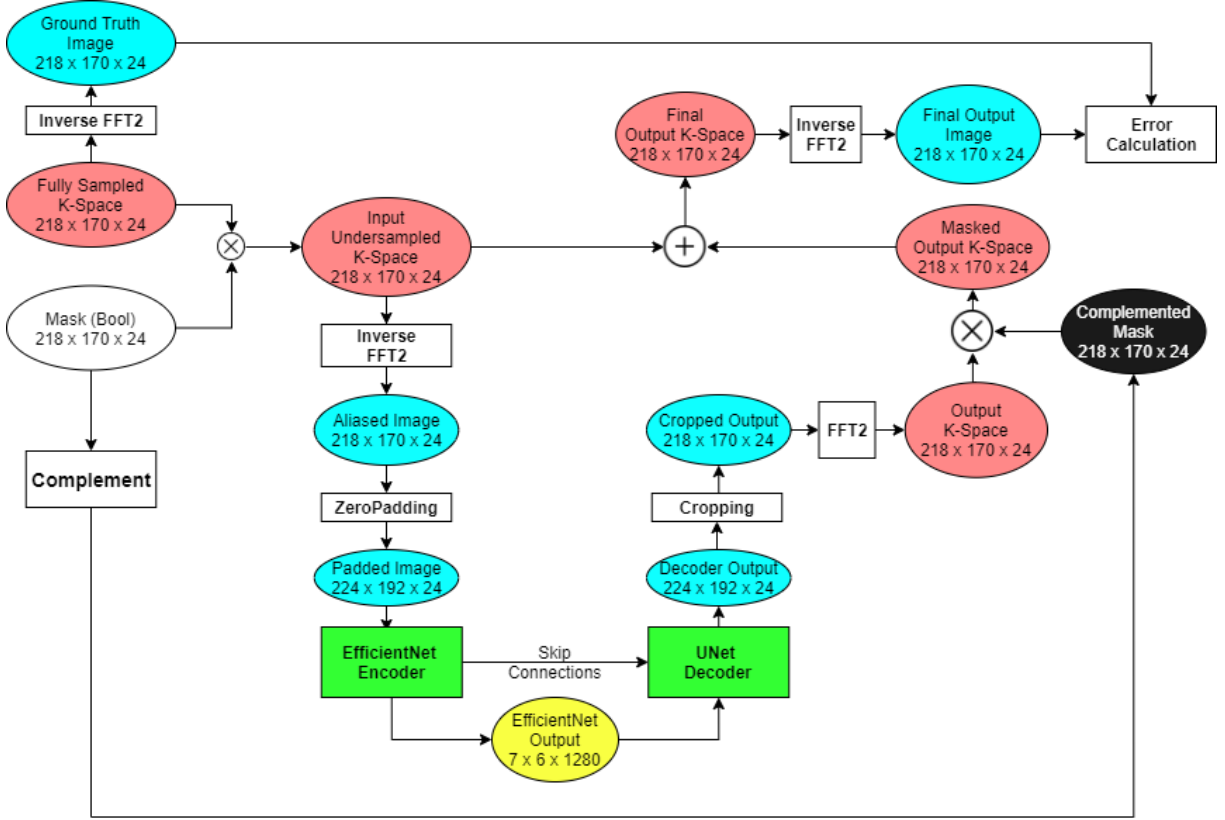 Ground Truth
Image
218 x 170 x 24
Inverse FFT2
Fully Sampled
K-Space
218 x 170 x 24
Mask (Bool)
218 x 170 x 24
Complement
Input
Undersampled
K-Space
218 x 170 x 24
Inverse
FFT2
Aliased Image
218 x 170 x 24
ZeroPadding
Padded Image
224 x 192 x 24
EfficientNet
Encoder
Skip
Connections
EfficientNet
Output
7 x 6 x 1280
UNet
Decoder
Decoder Output
224 x 192 x 24
Cropping
Cropped Output
218 x 170 x 24
FFT2
Output
K-Space
218 x 170 x 24
Complemented
Mask
218 x 170 x 24
Masked
Output K-Space
218 x 170 x 24
Final
Output K-Space
218 x 170 x 24
Inverse
FFT2
Final Output
Image
218 x 170 x 24
Error
Calculation